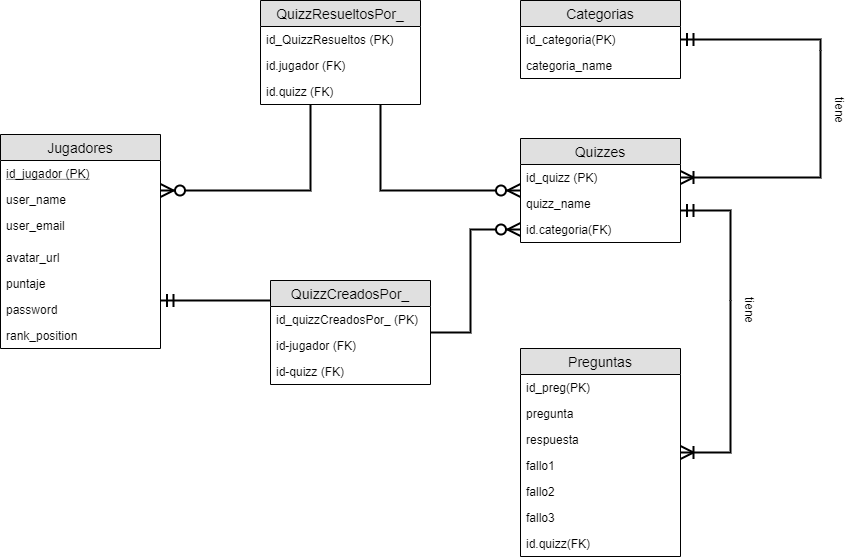 QuizzResueltosPor_
id_QuizzResueltos (PK)
id.jugador (FK)
id.quizz (FK)
Categorias
id_categoria(PK)
categoria_name
tiene
Jugadores
id_jugador (PK)
user_name
user_email
avatar_url
puntaje
password
rank_position
Quizzes
id_quizz (PK)
quizz_name
id.categoria(FK)
tiene
QuizzCreadosPor_
id_quizzCreadosPor_ (PK)
id-jugador (FK)
id-quizz (FK)
Preguntas
id_preg(PK)
pregunta
respuesta
fallo1
fallo2
fallo3
id.quizz(FK)